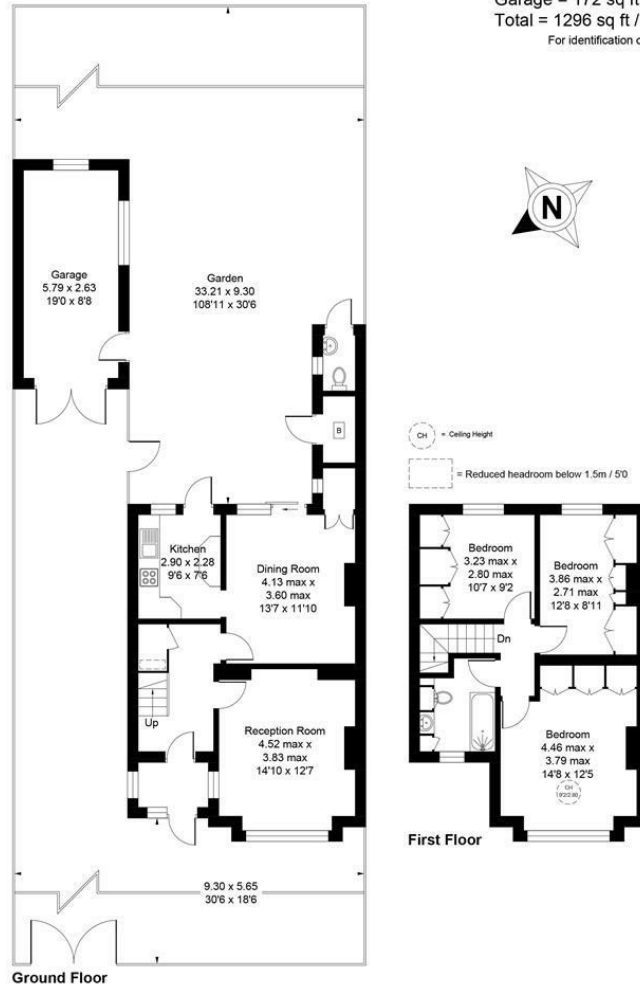 Garage = 172 sq ft
Total = 1296 sq ft /
For identification
N
Garage
5.79 x 2.63
19'0 x 8'8
Garden
33.21 x 9.30
108'11 x 30'6
B
CH = Ceiling Height
= Reduced headroom below 1.5m / 5'0
Kitchen
2.90 x 2.28
9'6 x 7'6
Dining Room
4.13 max x
3.60 max
13'7 x 11'10
Up
Reception Room
4.52 max x
3.83 max
14'10 x 12'7
9.30 x 5.65
30'6 x 18'6
Ground Floor
Bedroom
3.23 max x
2.80 max
10'7 x 9'2
Bedroom
3.86 max x
2.71 max
12'8 x 8'11
Dn
Bedroom
4.46 max x
3.79 max
14'8 x 12'5
CH
First Floor